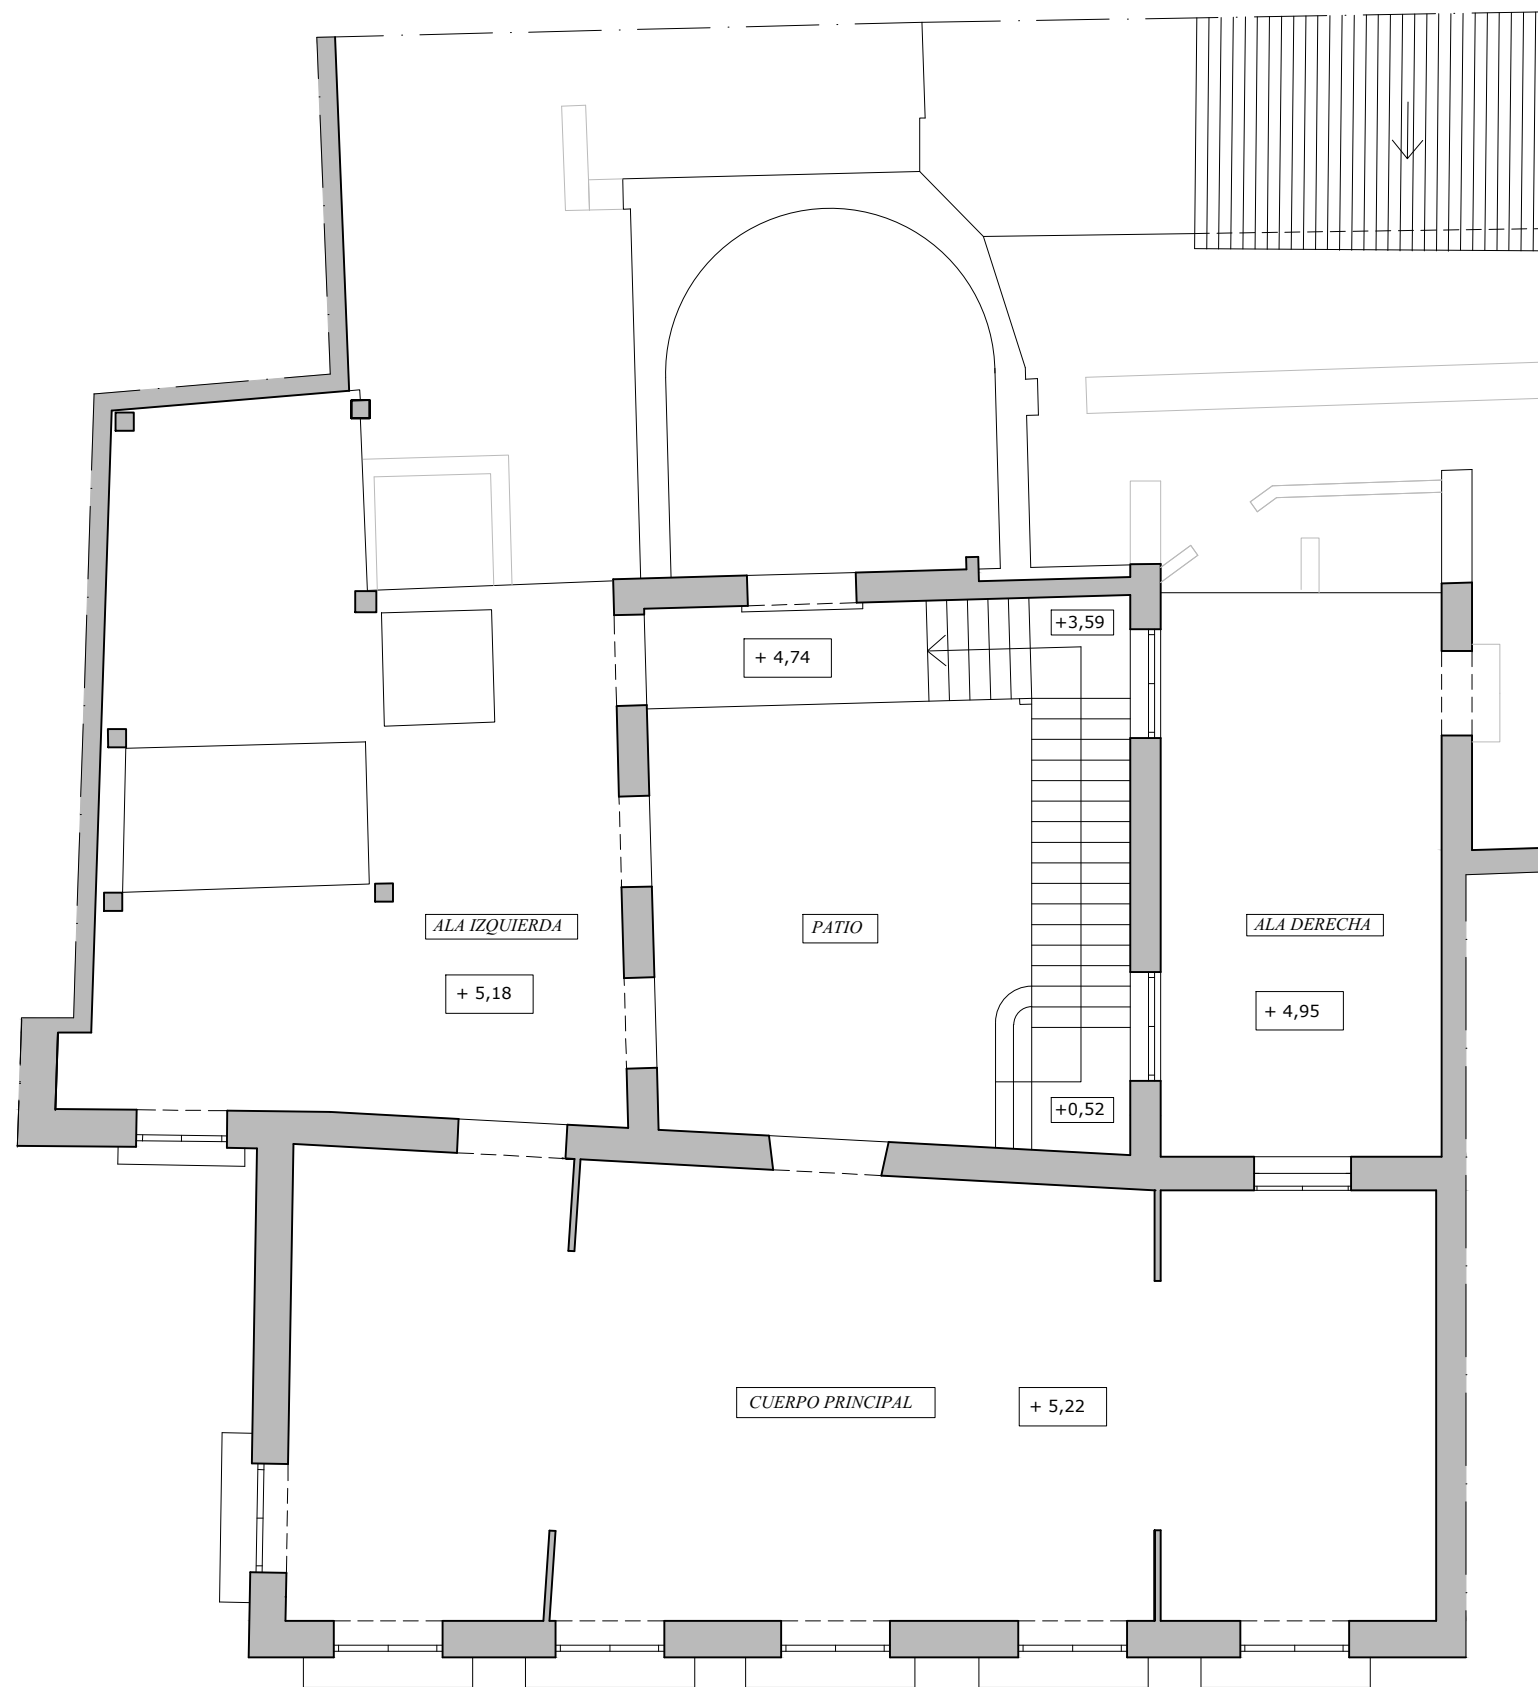 +3,59
+ 4,74
ALA IZQUIERDA
PATIO
ALA DERECHA
+ 5,18
+ 4,95
+0,52
CUERPO PRINCIPAL
+ 5,22